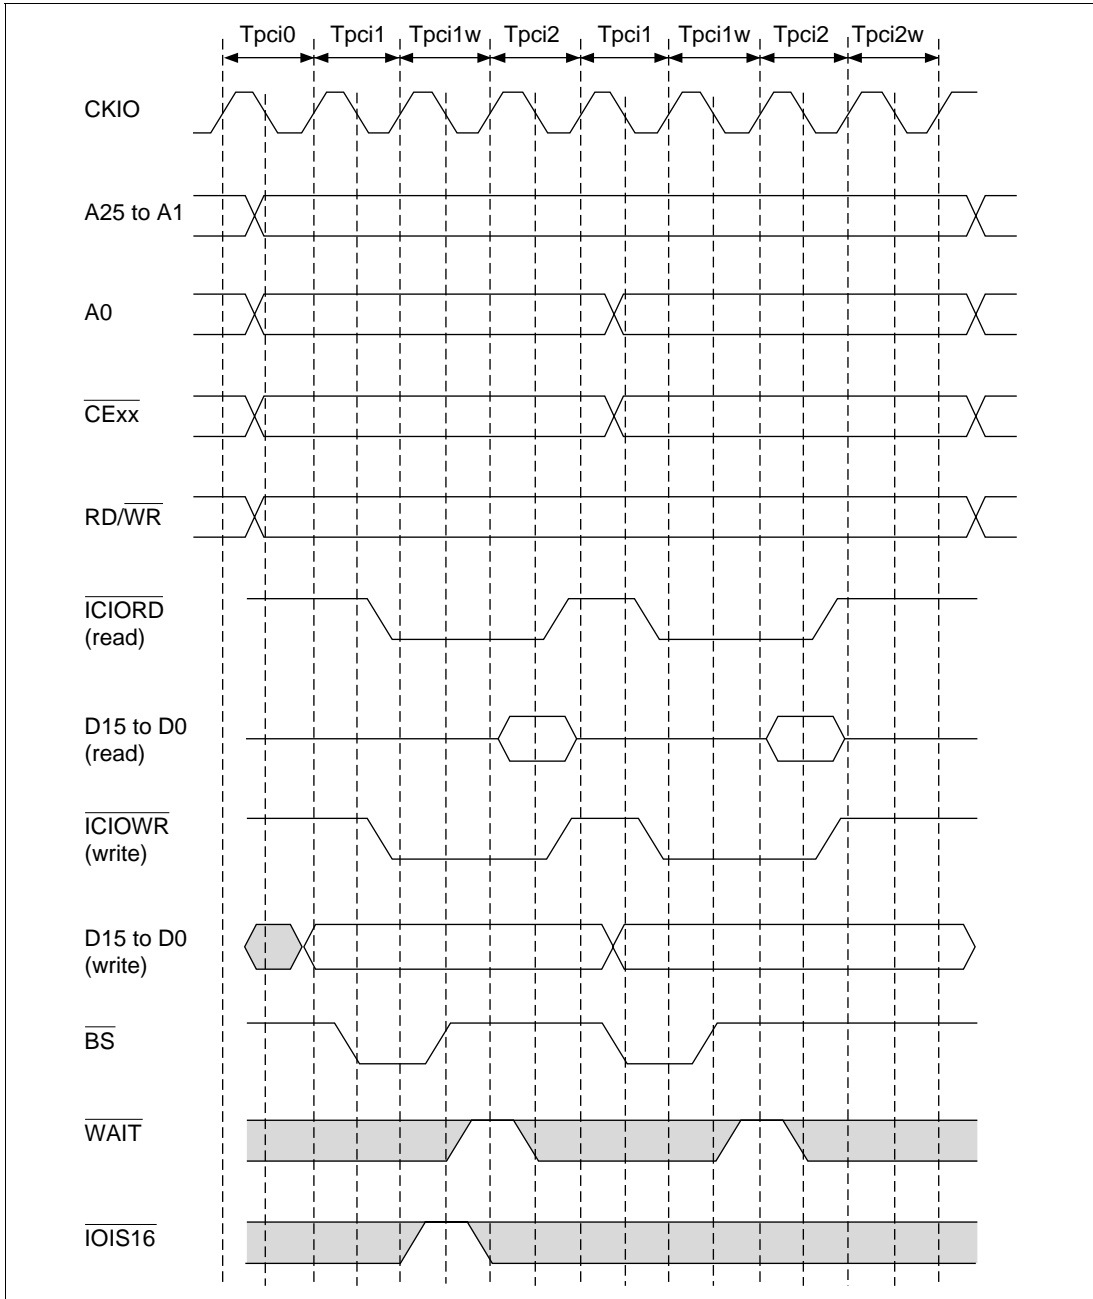 Tpci0 Tpci1 Tpci1w Tpci2 Tpci1 Tpci1w Tpci2 Tpci2w
CKIO
A25 to A1
A0
CExx
RD/WR
ICIORD
(read)
D15 to D0
(read)
ICIOWR
(write)
D15 to D0
(write)
BS
WAIT
IOIS16